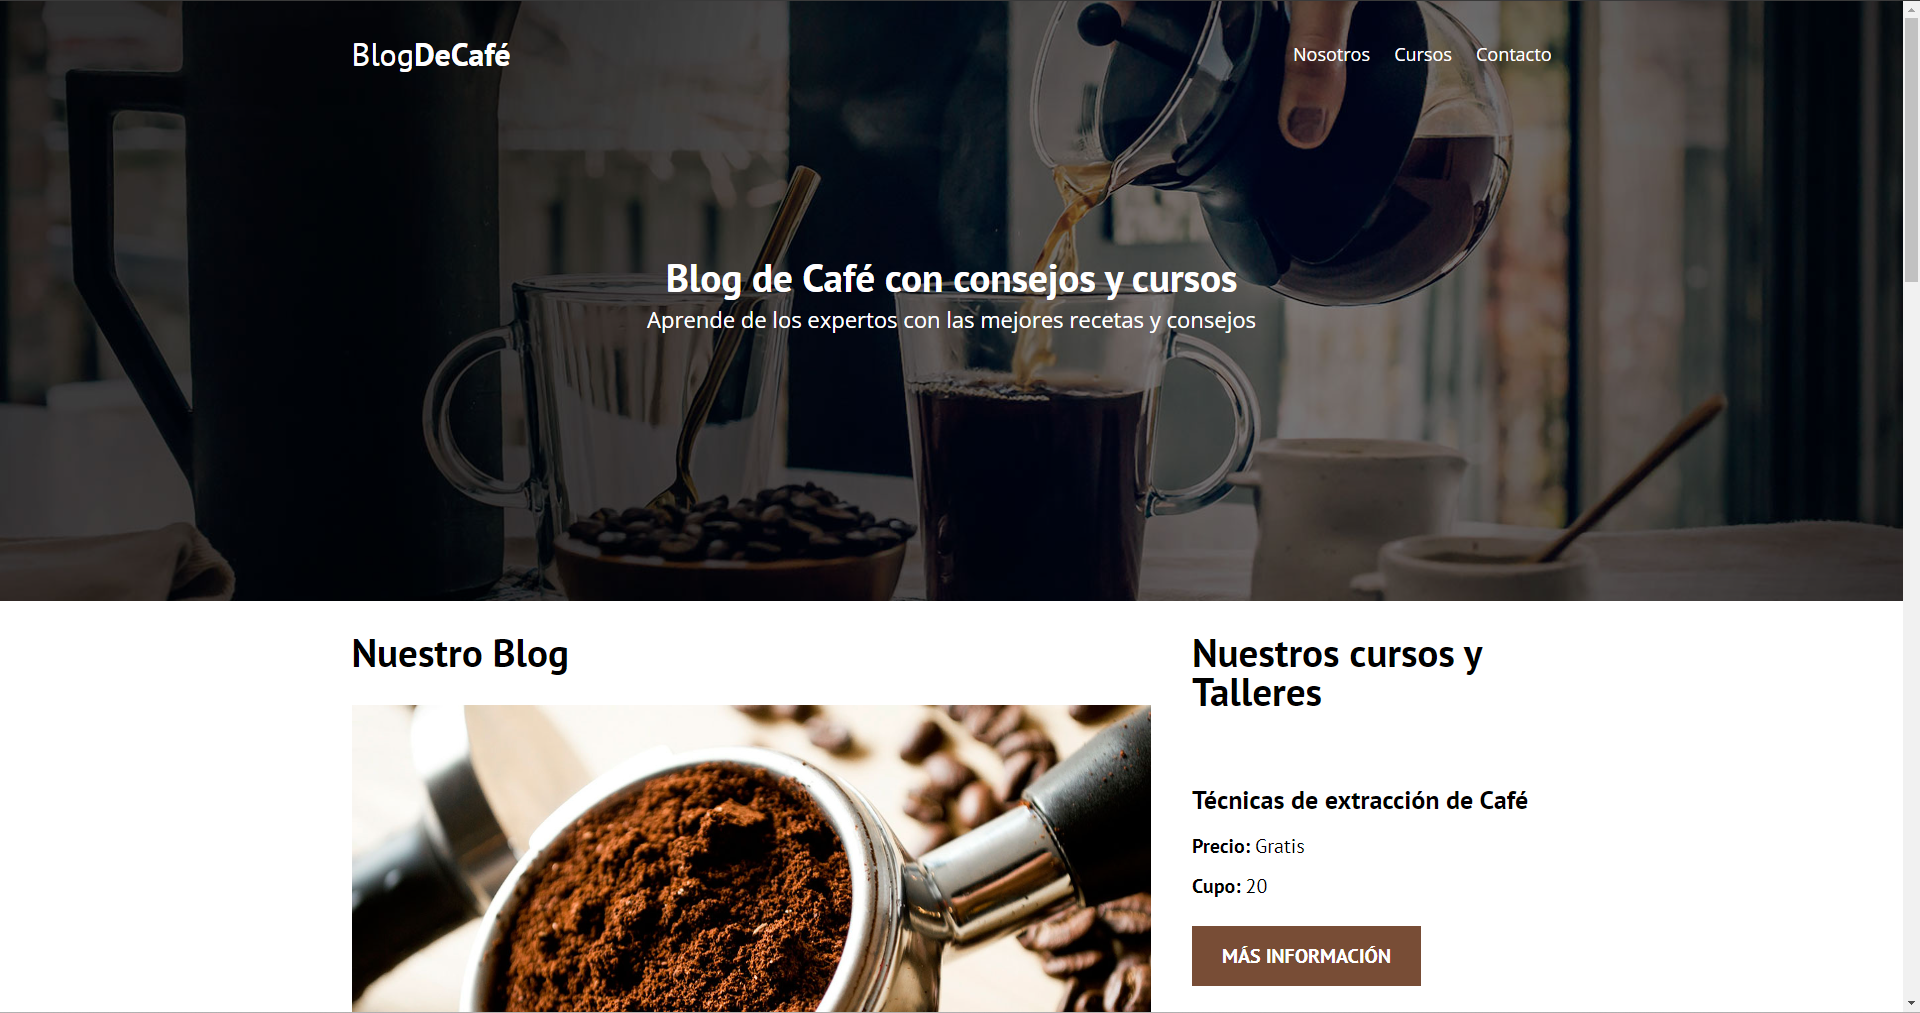 BlogDeCafé
Nosotros Cursos Contacto
Blog de Café con consejos y cursos
Aprende de los expertos con las mejores recetas y consejos
Nuestro Blog
Nuestros cursos y
Talleres
Técnicas de extracción de Café
Precio: Gratis
Cupo: 20
MÁS INFORMACIÓN